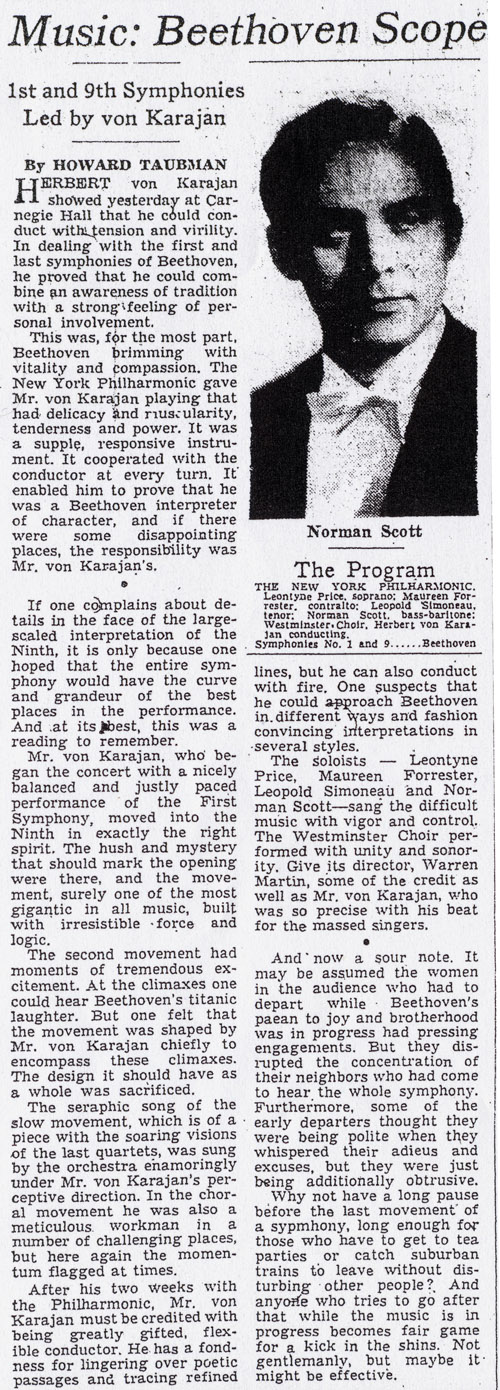 Music: Beethoven Scope
1st and 9th Symphonies
Led by von Karajan
By HOWARD TAUBMAN
HERBERT von Karajan
showed yesterday at Car-
negie Hall that he could con-
duct with tension and virility.
In dealing with the first and
last symphonies of Beethoven,
he proved that he could com-
bine an awareness of tradition
with a strong feeling of per-
sonal involvement.
This was, for the most part,
Beethoven brimming with
vitality and compassion. The
New York Philharmonic gave
Mr. von Karajan playing that
had delicacy and muscularity,
tenderness and power. It was
a supple, responsive instru-
ment. It cooperated with the
conductor at every turn. It
enabled him to prove that he
was a Beethoven interpreter
of character, and if there
were some disappointing
places, the responsibility was
Mr. von Karajan's.
If one complains about de-
tails in the face of the large-
scaled interpretation of the
Ninth, it is only because one
hoped that the entire sym-
phony would have the curve
and grandeur of the best
places in the performance.
And at its best, this was a
reading to remember.
Mr. von Karajan, who be-
gan the concert with a nicely
balanced and justly paced
performance of the First
Symphony, moved into the
Ninth in exactly the right
spirit. The hush and mystery
that should mark the opening
were there, and the move-
ment, surely one of the most
gigantic in all music, built
with irresistible force and
logic.
The second movement had
moments of tremendous ex-
citement. At the climaxes one
could hear Beethoven's titanic
laughter. But one felt that
the movement was shaped by
Mr. von Karajan chiefly to
encompass these climaxes.
The design it should have as
a whole was sacrificed.
The seraphic song of the
slow movement, which is of a
piece with the soaring visions
of the last quartets, was sung
by the orchestra enamoringly
under Mr. von Karajan's per-
ceptive direction. In the chor-
al movement he was also a
meticulous workman in a
number of challenging places,
but here again the momen-
tum flagged at times.
After his two weeks with
the Philharmonic, Mr. von
Karajan must be credited with
being greatly gifted, flex-
ible conductor. He has a fond-
ness for lingering over poetic
passages and tracing refined
Norman Scott
The Program
THE NEW YORK PHILHARMONIC.
Leontyne Price, soprano; Maureen For-
rester, contralto; Leopold Simoneau,
tenor; Norman Scott, bass-baritone;
Westminster Choir. Herbert von Kara-
jan conducting.
Symphonies No. 1 and 9......Beethoven
lines, but he can also conduct
with fire. One suspects that
he could approach Beethoven
in different ways and fashion
convincing interpretations in
several styles.
The soloists — Leontyne
Price, Maureen Forrester,
Leopold Simoneau and Nor-
man Scott—sang the difficult
music with vigor and control.
The Westminster Choir per-
formed with unity and sonor-
ity. Give its director, Warren
Martin, some of the credit as
well as Mr. von Karajan, who
was so precise with his beat
for the massed singers.
And now a sour note. It
may be assumed the women
in the audience who had to
depart while Beethoven's
paean to joy and brotherhood
was in progress had pressing
engagements. But they dis-
rupted the concentration of
their neighbors who had come
to hear the whole symphony.
Furthermore, some of the
early departers thought they
were being polite when they
whispered their adieus and
excuses, but they were just
being additionally obtrusive.
Why not have a long pause
before the last movement of
a sypmhony, long enough for
those who have to get to tea
parties or catch suburban
trains to leave without dis-
turbing other people? And
anyone who tries to go after
that while the music is in
progress becomes fair game
for a kick in the shins. Not
gentlemanly, but maybe it
might be effective.